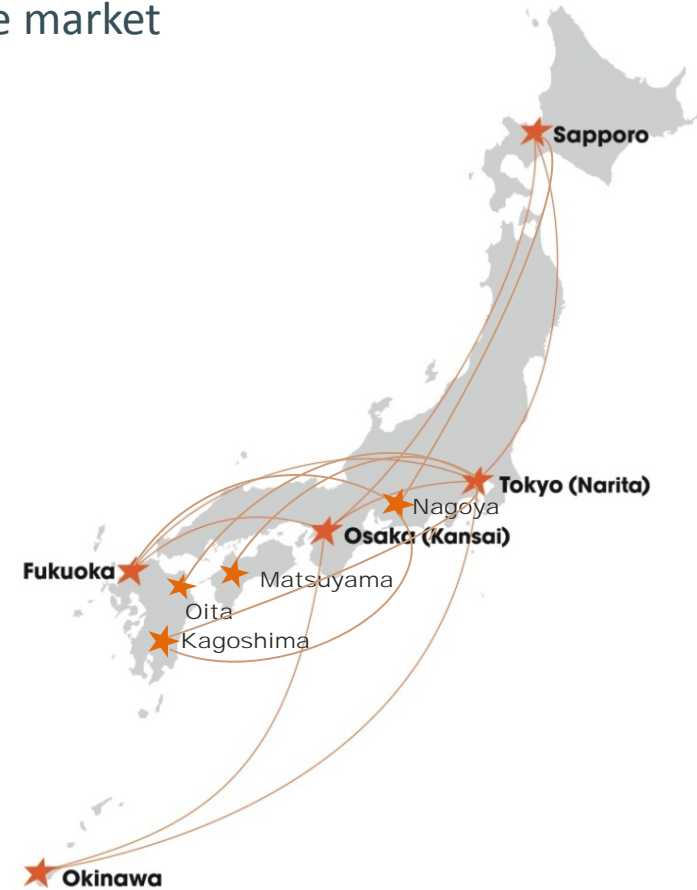 e market
Sapporo
Tokyo (Narita)
Nagoya
Osaka (Kansai)
Fukuoka
Matsuyama
Oita
Kagoshima
Okinawa